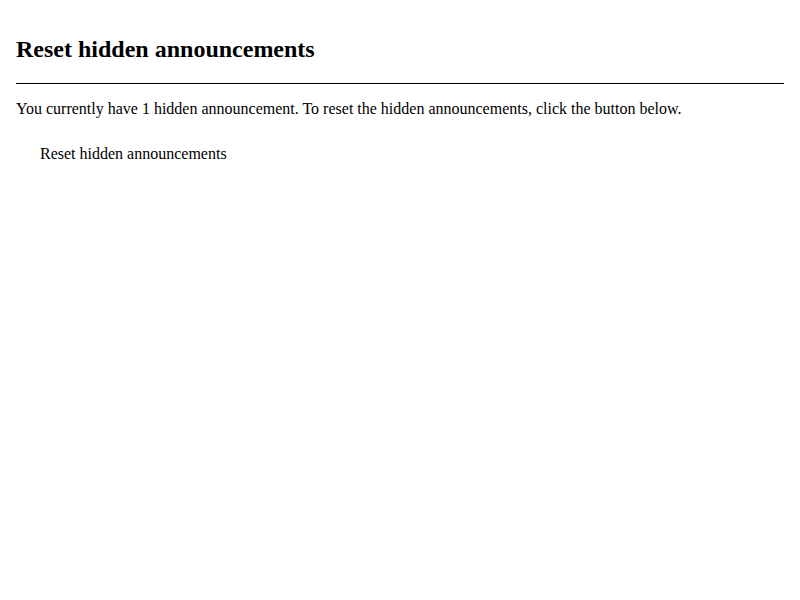 Reset hidden announcements
You currently have 1 hidden announcement. To reset the hidden announcements, click the button below.
Reset hidden announcements